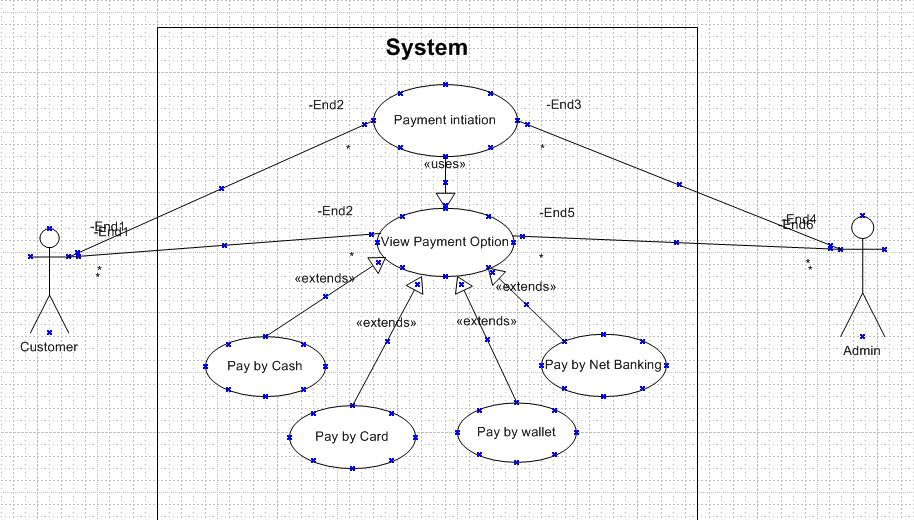 System
-End2
-End3
Payment intiation
*
*
«uses»
-End2
-End5
-End1
-End1
-End4
-End6
View Payment Option
*
*
*
*
*
*
«extends»
«extends»
«extends»
«extends»
Customer
Admin
Pay by Cash
Pay by Net Banking
Pay by Card
Pay by wallet